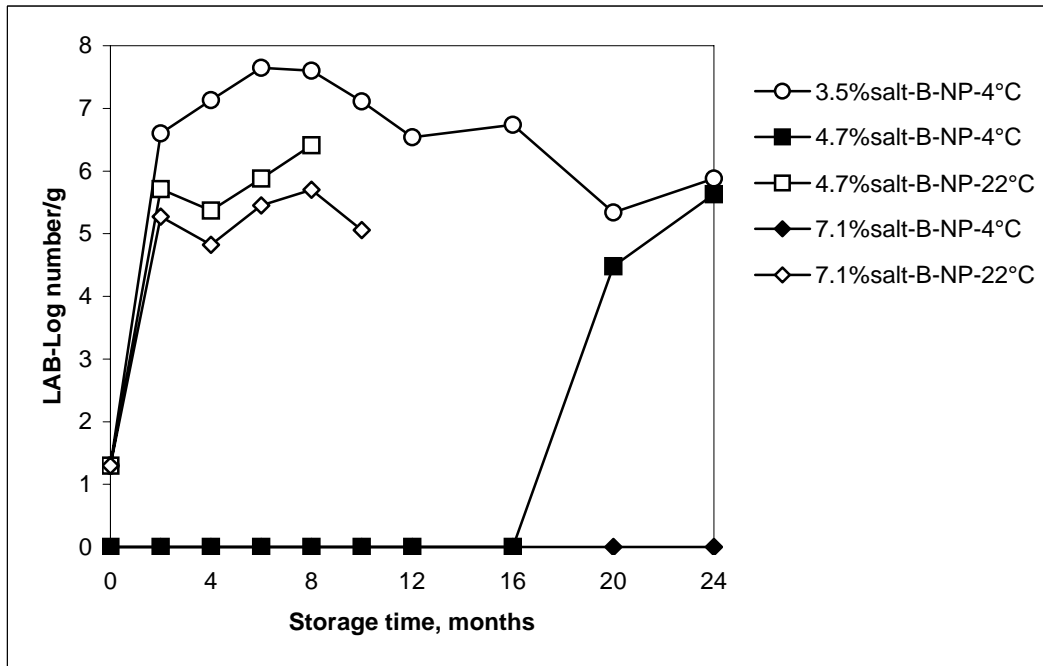 8
7
6
5
4
3
2
1
0
LAB-Log number/g
0 4 8 12 16 20 24
Storage time, months
3.5%salt-B-NP-4°C
4.7%salt-B-NP-4°C
4.7%salt-B-NP-22°C
7.1%salt-B-NP-4°C
7.1%salt-B-NP-22°C